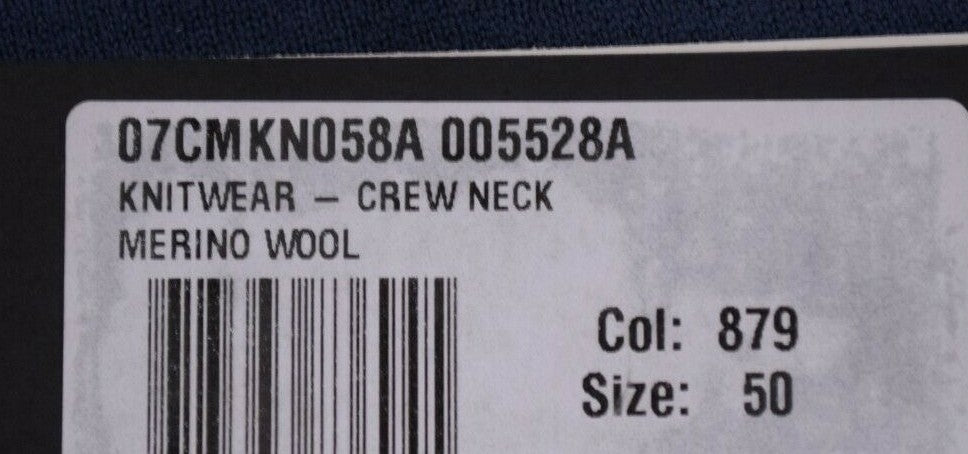 07CMKN058A 005528A
KNITWEAR – CREW NECK
MERINO WOOL
Col: 879
Size: 50